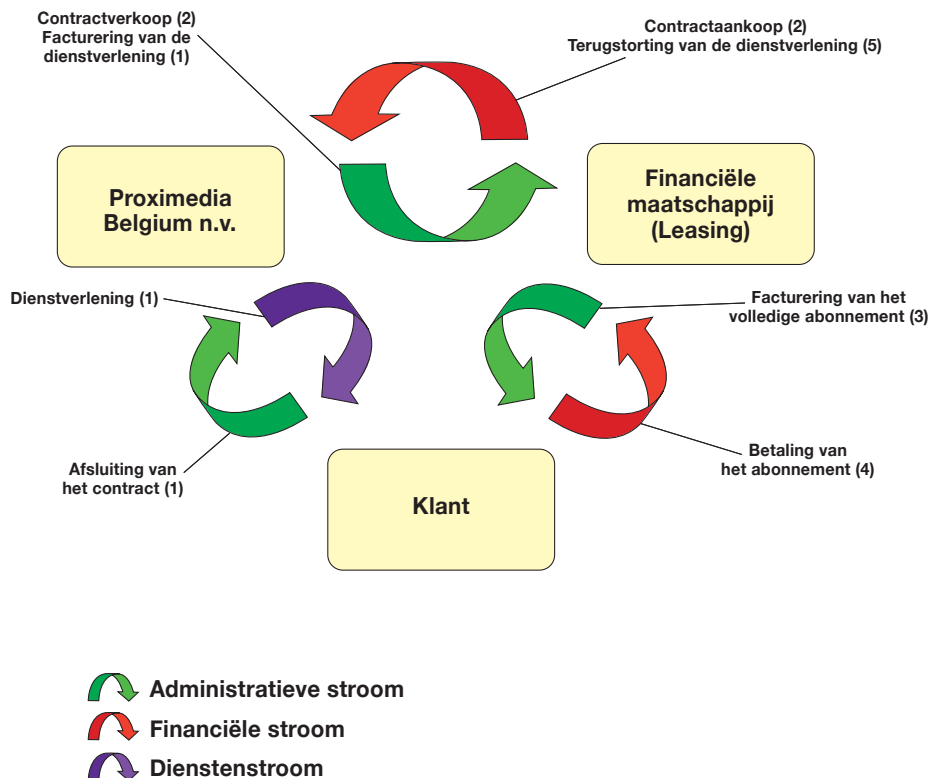 Contractverkoop (2)
Facturering van de
dienstverlening (1)
Contractaankoop (2)
Terugstorting van de dienstverlening (5)
Proximedia
Belgium n.v.
Financiële
maatschappij
(Leasing)
Dienstverlening (1)
Facturering van het
volledige abonnement (3)
Afsluiting van
het contract (1)
Betaling van
het abonnement (4)
Klant
Administratieve stroom
Financiële stroom
Dienstenstroom